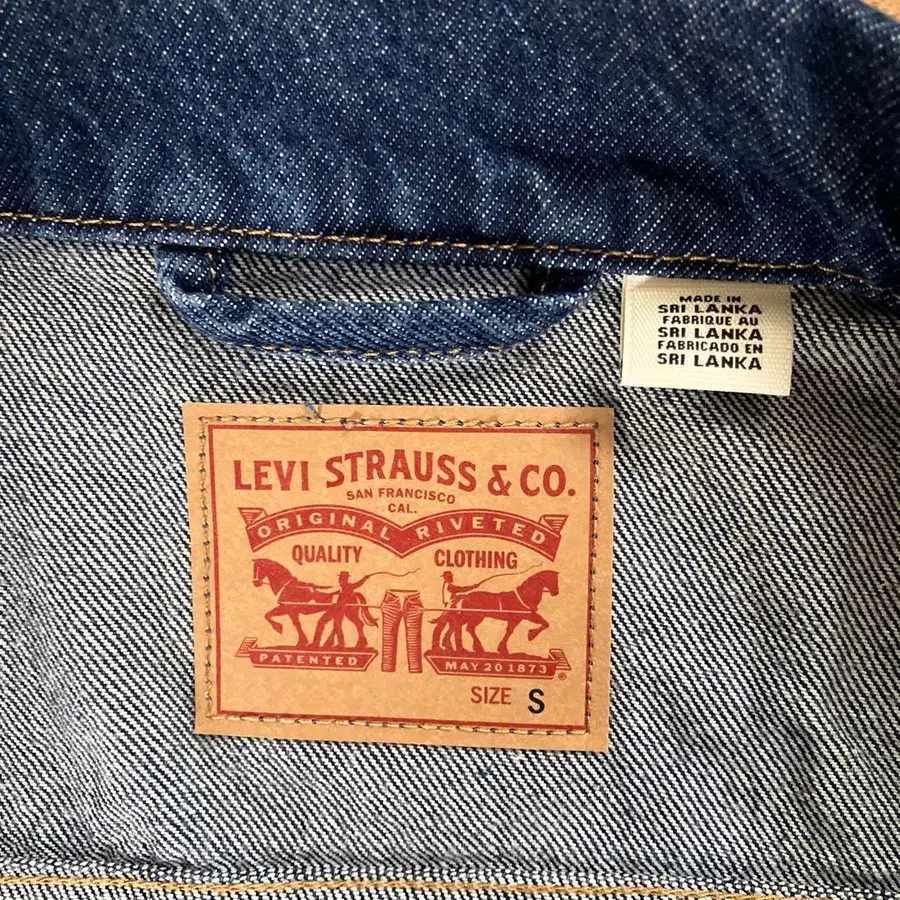 MADE IN
SRI LANKA
FABRIQUE AU
SRI LANKA
FABRICADO EN
SRI LANKA
LEVI STRAUSS & CO.
SAN FRANCISCO
CAL.
ORIGINAL RIVETED
QUALITY CLOTHING
PATENTED MAY 20 1873 ®
SIZE S